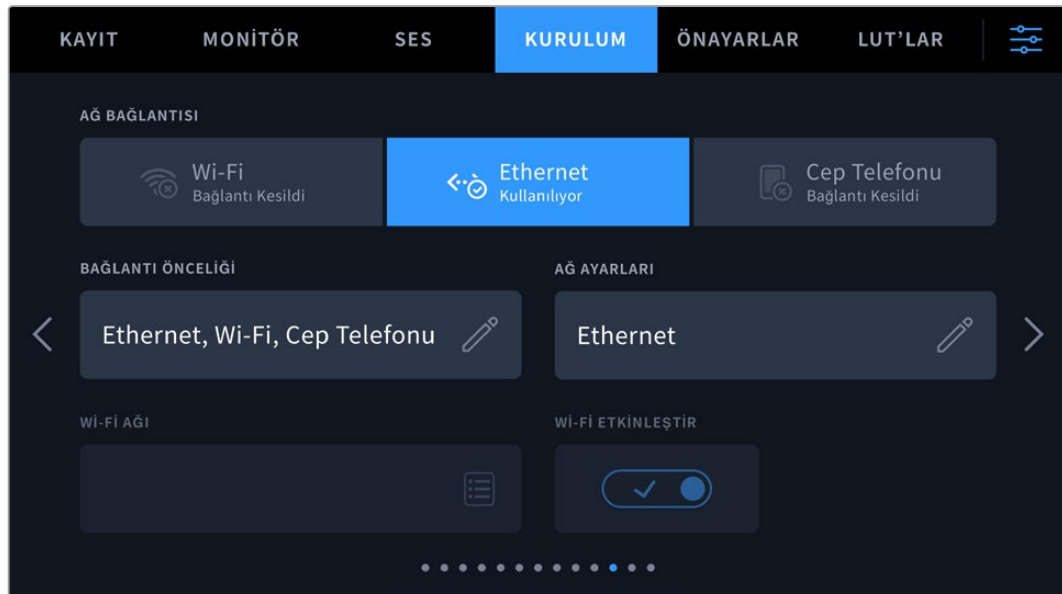 KAYIT MONİTÖR SES KURULUM ÖNAYARLAR LUT’LAR
AĞ BAĞLANTISI
Wi-Fi
Bağlantı Kesildi
Ethernet
Kullanılıyor
Cep Telefonu
Bağlantı Kesildi
BAĞLANTI ÖNCELİĞİ
Ethernet, Wi-Fi, Cep Telefonu
AĞ AYARLARI
Ethernet
Wİ-Fİ AĞI
Wİ-Fİ ETKİNLEŞTİR